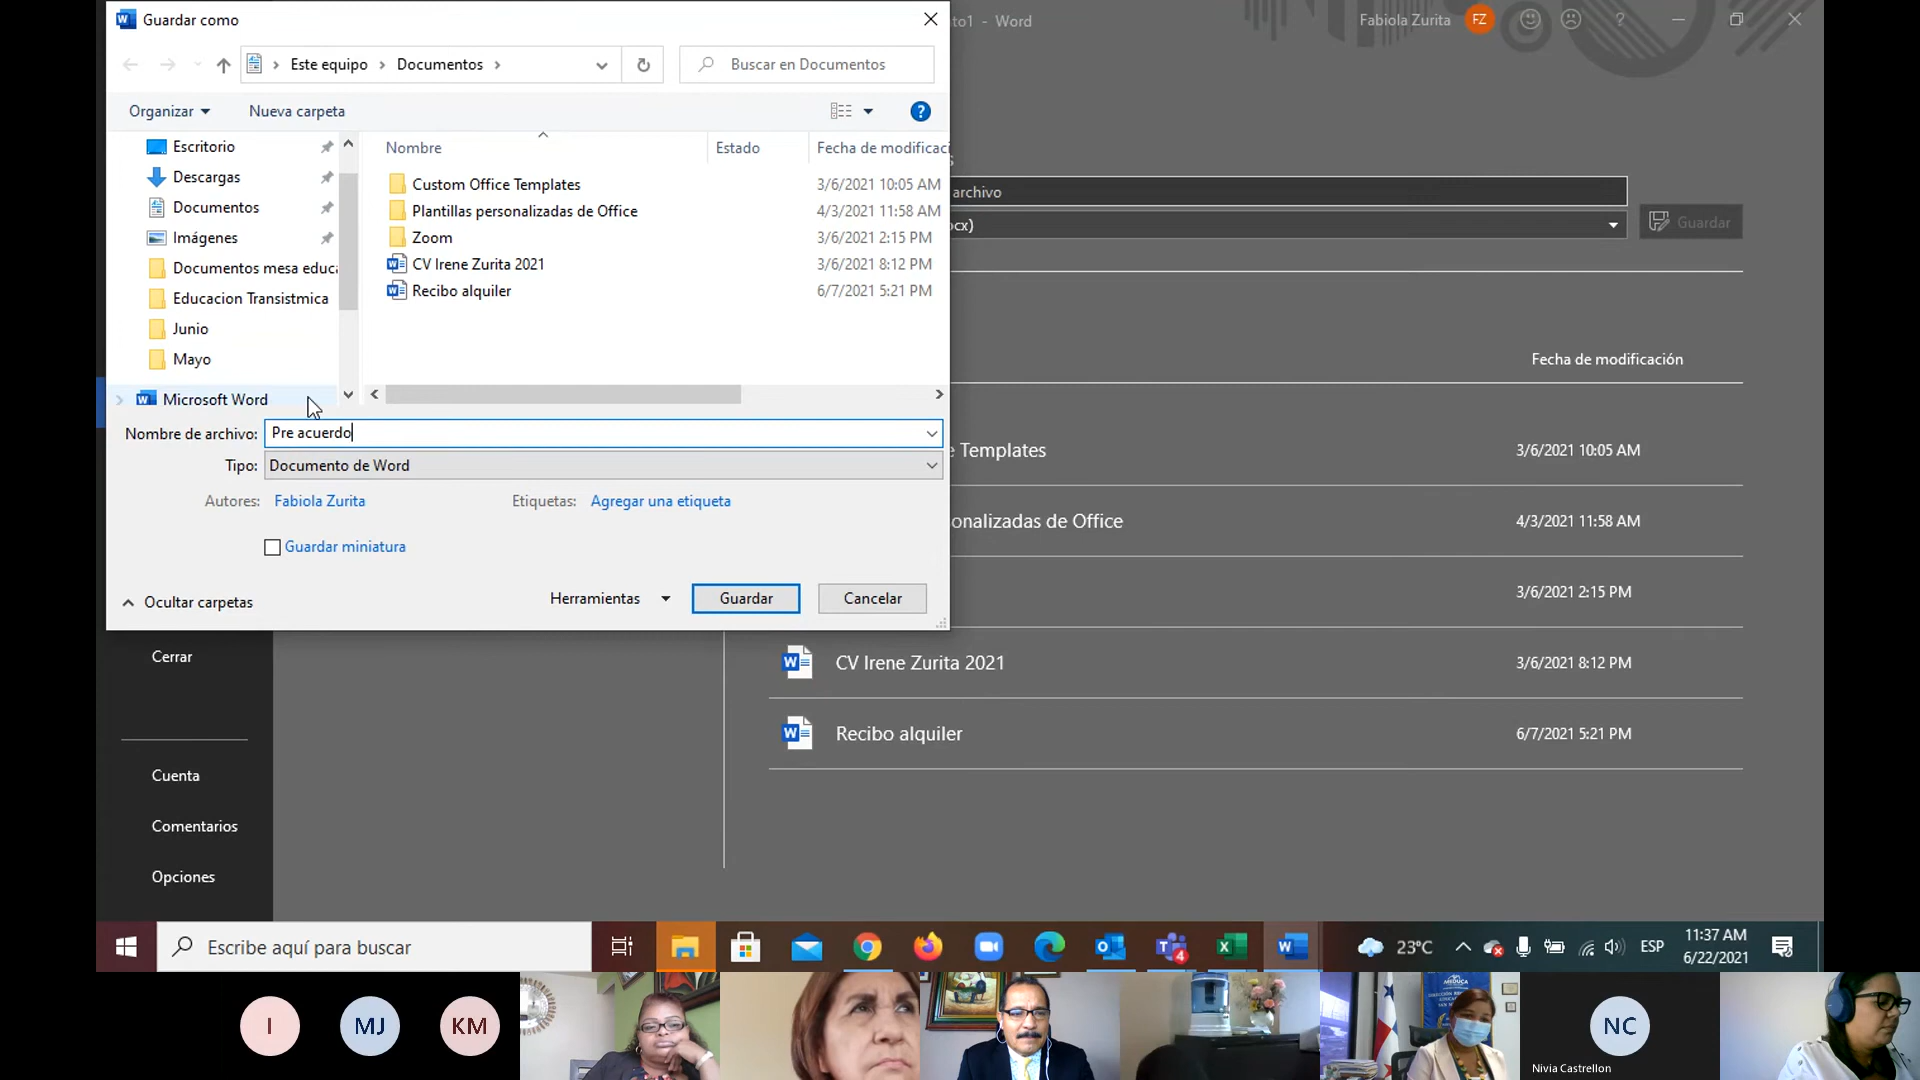 Guardar como
to1 - Word
Fabiola Zurita
FZ
Este equipo
Documentos
Buscar en Documentos
Organizar
Nueva carpeta
Escritorio
Descargas
Documentos
Imágenes
Documentos mesa educa
Educacion Transistmica
Junio
Mayo
Microsoft Word
Nombre
Estado
Fecha de modificaci
Custom Office Templates
3/6/2021 10:05 AM
Plantillas personalizadas de Office
4/3/2021 11:58 AM
Zoom
3/6/2021 2:15 PM
CV Irene Zurita 2021
3/6/2021 8:12 PM
Recibo alquiler
6/7/2021 5:21 PM
Nombre de archivo: Pre acuerdo
Tipo: Documento de Word
Autores: Fabiola Zurita
Etiquetas: Agregar una etiqueta
Guardar miniatura
Ocultar carpetas
Herramientas
Guardar
Cancelar
s
archivo
ocx)
Guardar
Fecha de modificación
e Templates
3/6/2021 10:05 AM
onalizadas de Office
4/3/2021 11:58 AM
3/6/2021 2:15 PM
CV Irene Zurita 2021
3/6/2021 8:12 PM
Recibo alquiler
6/7/2021 5:21 PM
Cerrar
Cuenta
Comentarios
Opciones
Escribe aquí para buscar
4
23°C
ESP
11:37 AM
6/22/2021
I
MJ
KM
MEDUCA
NC
Nivia Castrellon